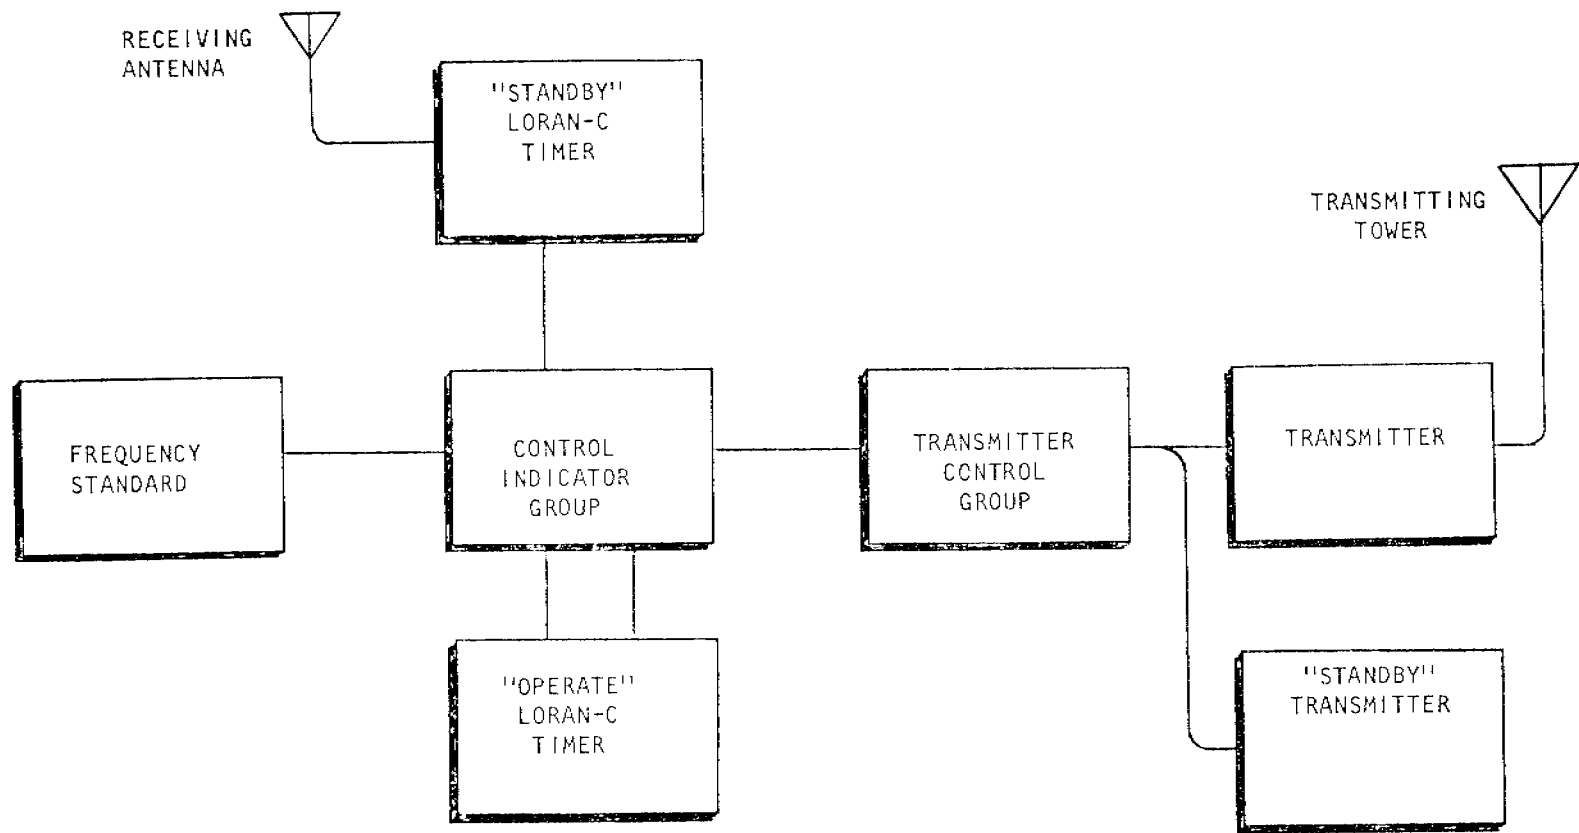 RECEIVING
ANTENNA
"STANDBY"
LORAN-C
TIMER
TRANSMITTING
TOWER
FREQUENCY
STANDARD
CONTROL
INDICATOR
GROUP
TRANSMITTER
CONTROL
GROUP
TRANSMITTER
"OPERATE"
LORAN-C
TIMER
"STANDBY"
TRANSMITTER